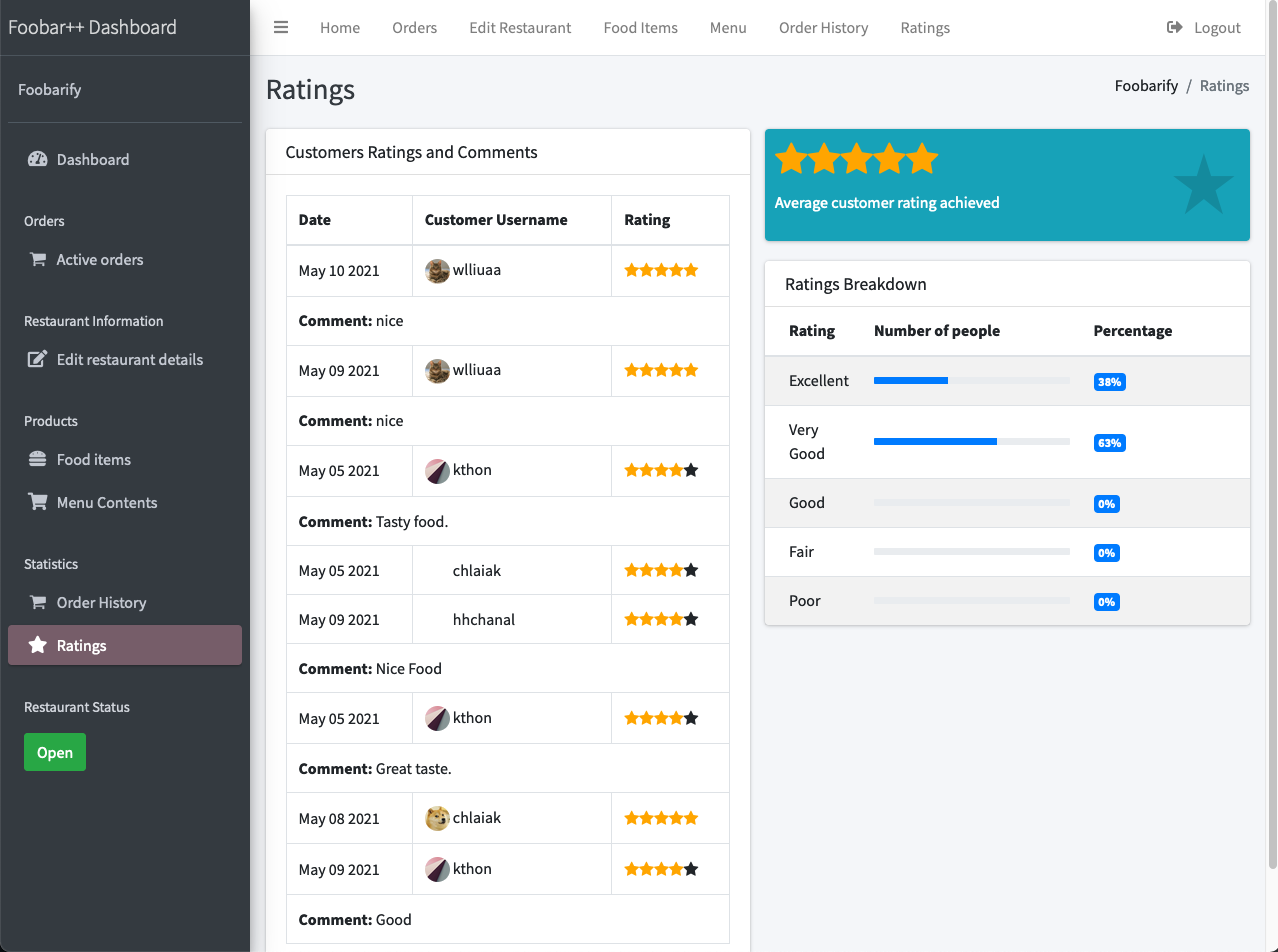 Foobar++ Dashboard
Home Orders Edit Restaurant Food Items Menu Order History Ratings Logout
Foobarify
Dashboard
Orders
Active orders
Restaurant Information
Edit restaurant details
Products
Food items
Menu Contents
Statistics
Order History
Ratings
Restaurant Status
Open
Ratings
Foobarify / Ratings
Customers Ratings and Comments
Date Customer Username Rating
May 10 2021 wlliuaa
Comment: nice
May 09 2021 wlliuaa
Comment: nice
May 05 2021 kthon
Comment: Tasty food.
May 05 2021 chlaiak
May 09 2021 hhchanal
Comment: Nice Food
May 05 2021 kthon
Comment: Great taste.
May 08 2021 chlaiak
May 09 2021 kthon
Comment: Good
Average customer rating achieved
Ratings Breakdown
Rating Number of people Percentage
Excellent 38%
Very
Good 63%
Good 0%
Fair 0%
Poor 0%